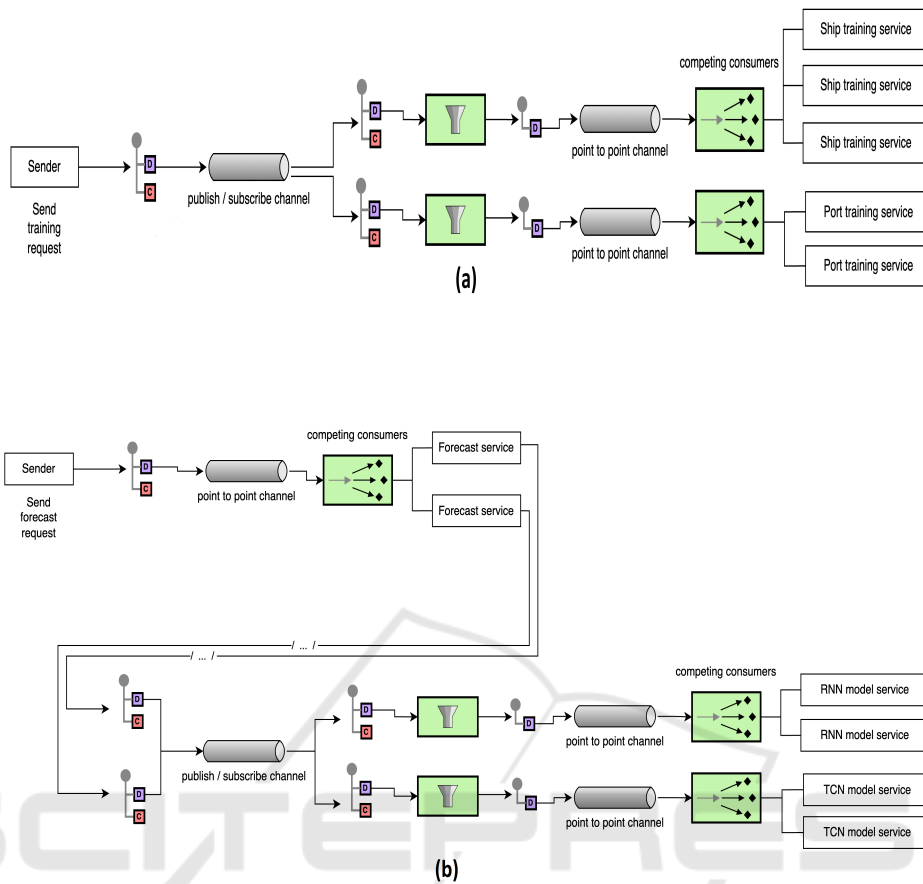 Ship training service
competing consumers
Ship training service
D
D
C
point to point channel
Ship training service
Sender
D
C
publish / subscribe channel
Send
training
request
D
C
D
point to point channel
Port training service
Port training service
(a)
competing consumers
Forecast service
Sender
D
C
point to point channel
Forecast service
Send
forecast
request
/ ... /
/ ... /
competing consumers
D
C
D
C
D
point to point channel
RNN model service
RNN model service
publish / subscribe channel
D
C
D
C
D
point to point channel
TCN model service
TCN model service
(b)
SCITEPRESS